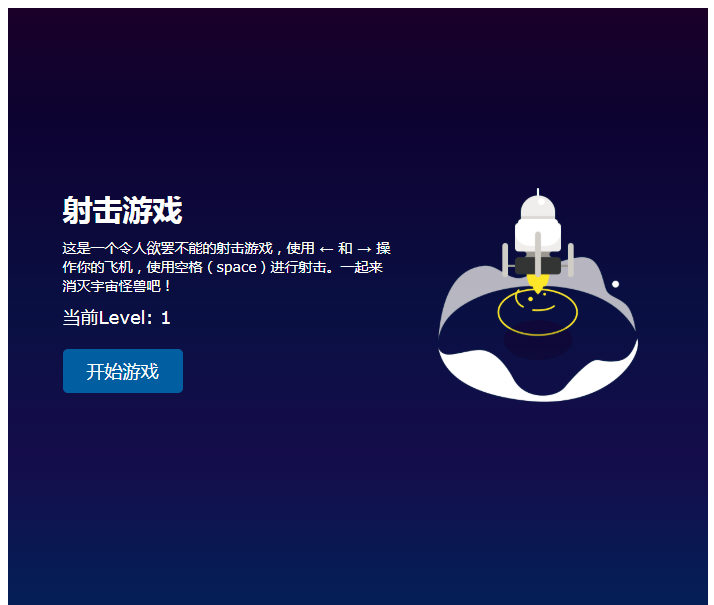 射击游戏
这是一个令人欲罢不能的射击游戏，使用 ← 和 → 操
作你的飞机，使用空格（space）进行射击。一起来
消灭宇宙怪兽吧！
当前Level: 1
开始游戏